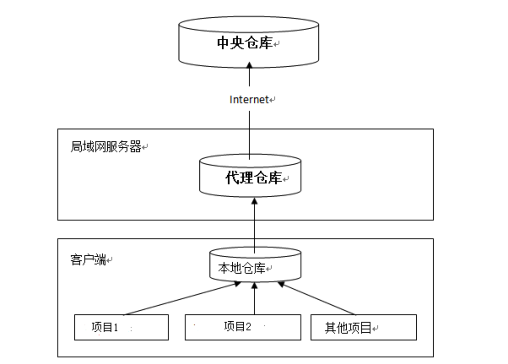 中央仓库
Internet
局域网服务器
代理仓库
客户端
本地仓库
项目1
项目2
其他项目